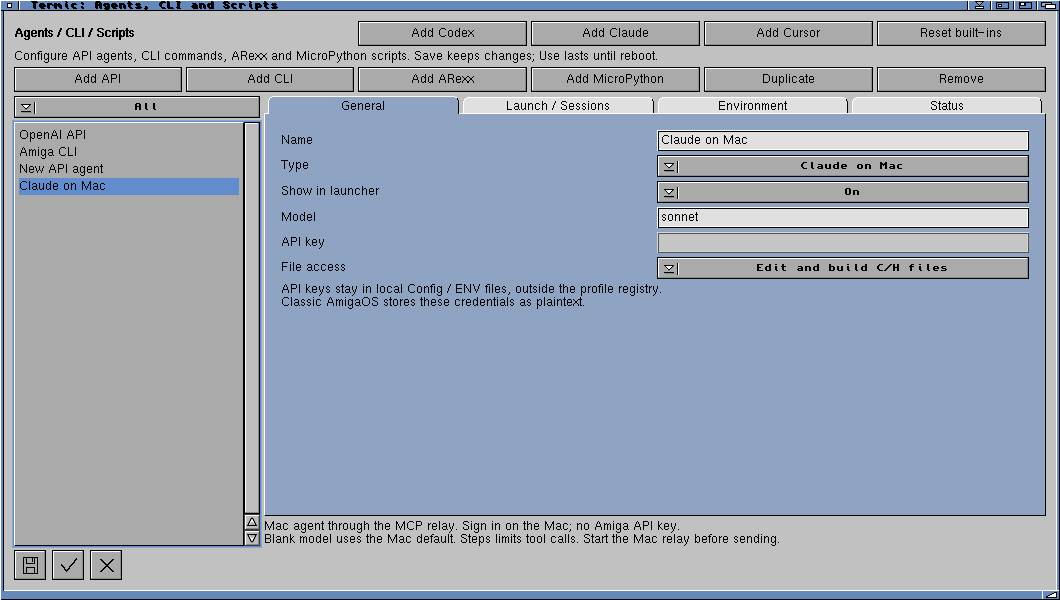 Termic: Agents, CLI and Scripts
Agents / CLI / Scripts
Add Codex
Add Claude
Add Cursor
Reset built-ins
Configure API agents, CLI commands, ARexx and MicroPython scripts. Save keeps changes; Use lasts until reboot.
Add API
Add CLI
Add ARexx
Add MicroPython
Duplicate
Remove
All
General
Launch / Sessions
Environment
Status
OpenAI API
Amiga CLI
New API agent
Claude on Mac
Name
Claude on Mac
Type
Claude on Mac
Show in launcher
On
Model
sonnet
API key
File access
Edit and build C/H files
API keys stay in local Config / ENV files, outside the profile registry.
Classic AmigaOS stores these credentials as plaintext.
Mac agent through the MCP relay. Sign in on the Mac; no Amiga API key.
Blank model uses the Mac default. Steps limits tool calls. Start the Mac relay before sending.